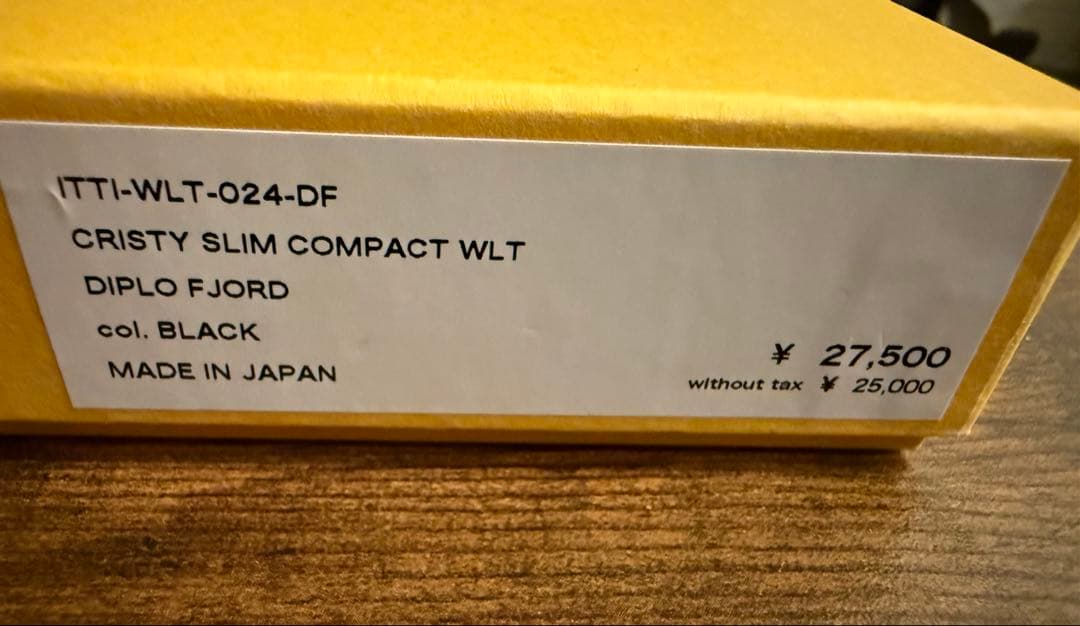 ITTI-WLT-024-DF
CRISTY SLIM COMPACT WLT
DIPLO FJORD
col. BLACK
MADE IN JAPAN
¥ 27,500
without tax ¥ 25,000